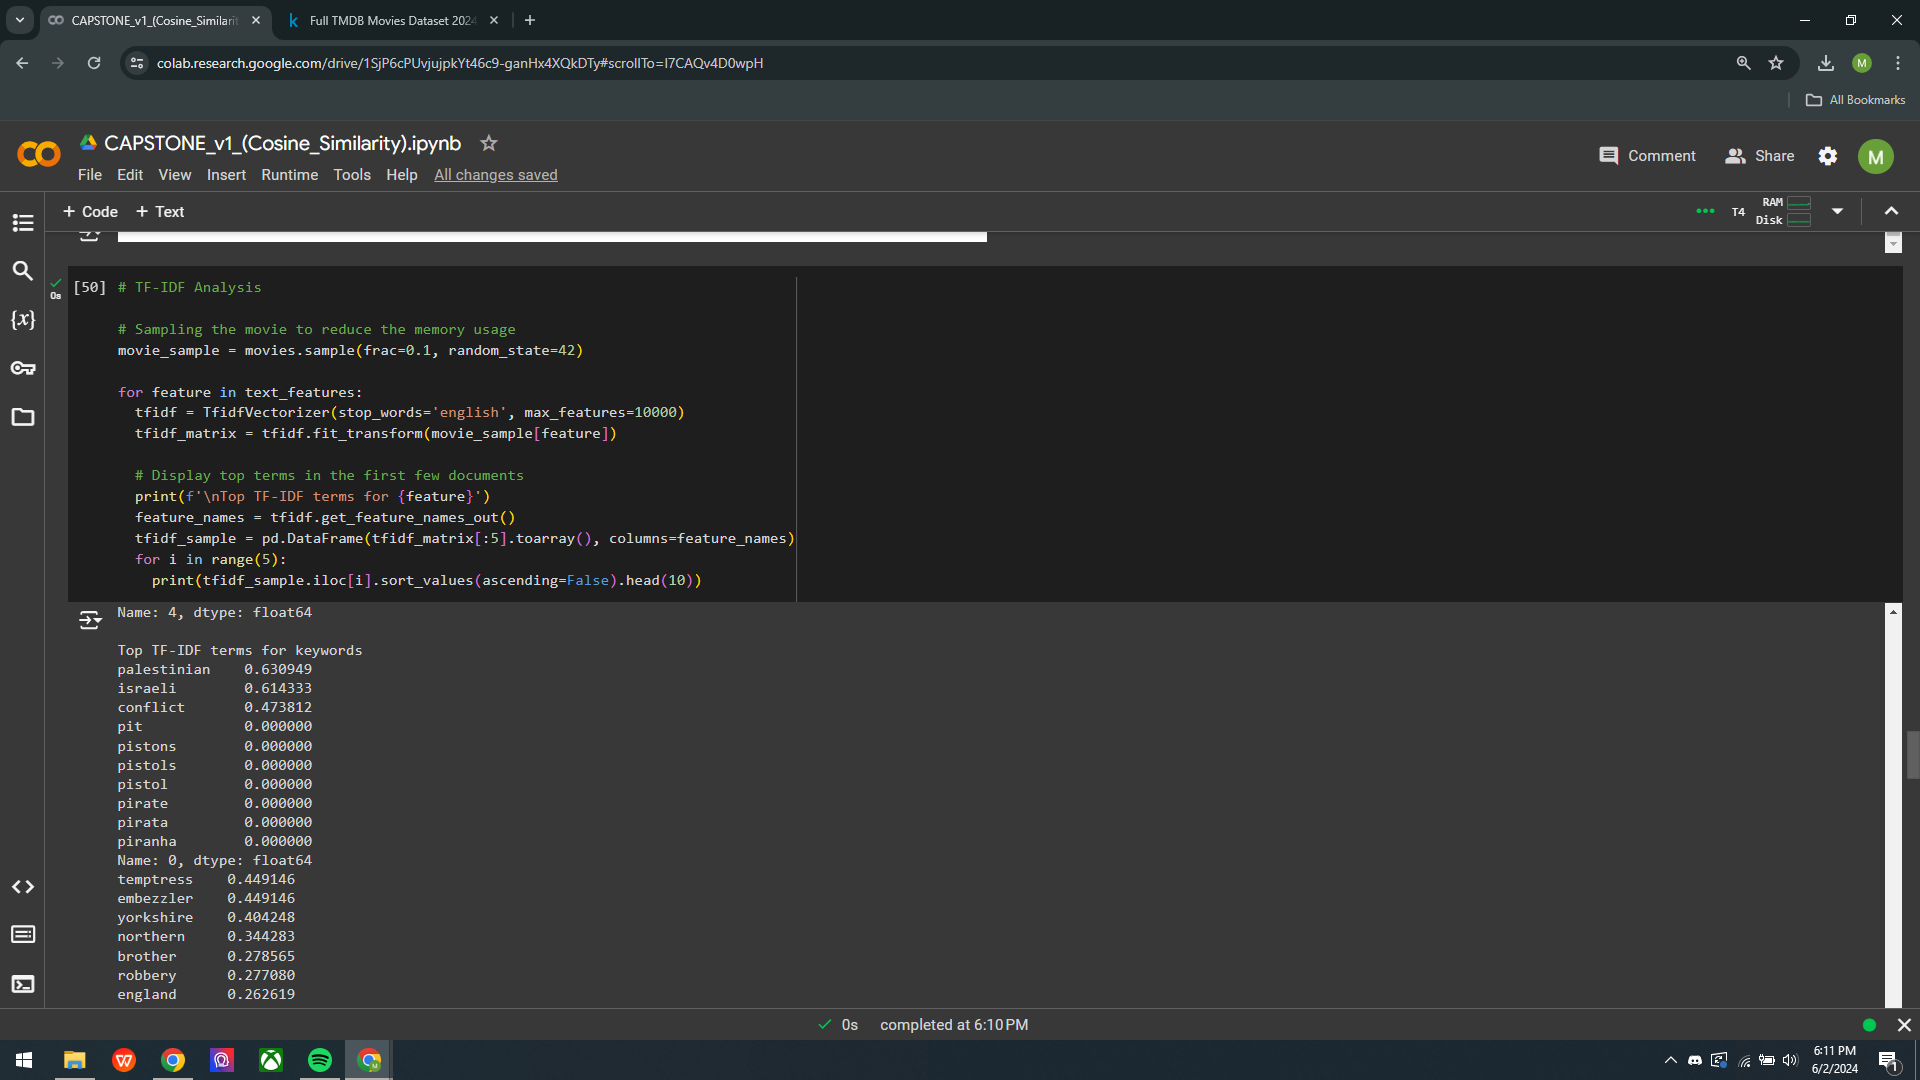 CAPSTONE_v1_(Cosine_Similarit
Full TMDB Movies Dataset 2024
colab.research.google.com/drive/1SjP6cPUvjujpkYt46c9-ganHx4XQkDTy#scrollTo=I7CAQv4D0wpH
M
All Bookmarks
CAPSTONE_v1_(Cosine_Similarity).ipynb
Comment
Share
M
File Edit View Insert Runtime Tools Help All changes saved
+ Code + Text
T4
RAM
Disk
[50] # TF-IDF Analysis
0s
# Sampling the movie to reduce the memory usage
movie_sample = movies.sample(frac=0.1, random_state=42)
for feature in text_features:
tfidf = TfidfVectorizer(stop_words='english', max_features=10000)
tfidf_matrix = tfidf.fit_transform(movie_sample[feature])
# Display top terms in the first few documents
print(f'\nTop TF-IDF terms for {feature}')
feature_names = tfidf.get_feature_names_out()
tfidf_sample = pd.DataFrame(tfidf_matrix[:5].toarray(), columns=feature_names)
for i in range(5):
print(tfidf_sample.iloc[i].sort_values(ascending=False).head(10))
Name: 4, dtype: float64
Top TF-IDF terms for keywords
palestinian 0.630949
israeli 0.614333
conflict 0.473812
pit 0.000000
pistons 0.000000
pistols 0.000000
pistol 0.000000
pirate 0.000000
pirata 0.000000
piranha 0.000000
Name: 0, dtype: float64
temptress 0.449146
embezzler 0.449146
yorkshire 0.404248
northern 0.344283
brother 0.278565
robbery 0.277080
england 0.262619
0s completed at 6:10 PM
6:11 PM
6/2/2024
1